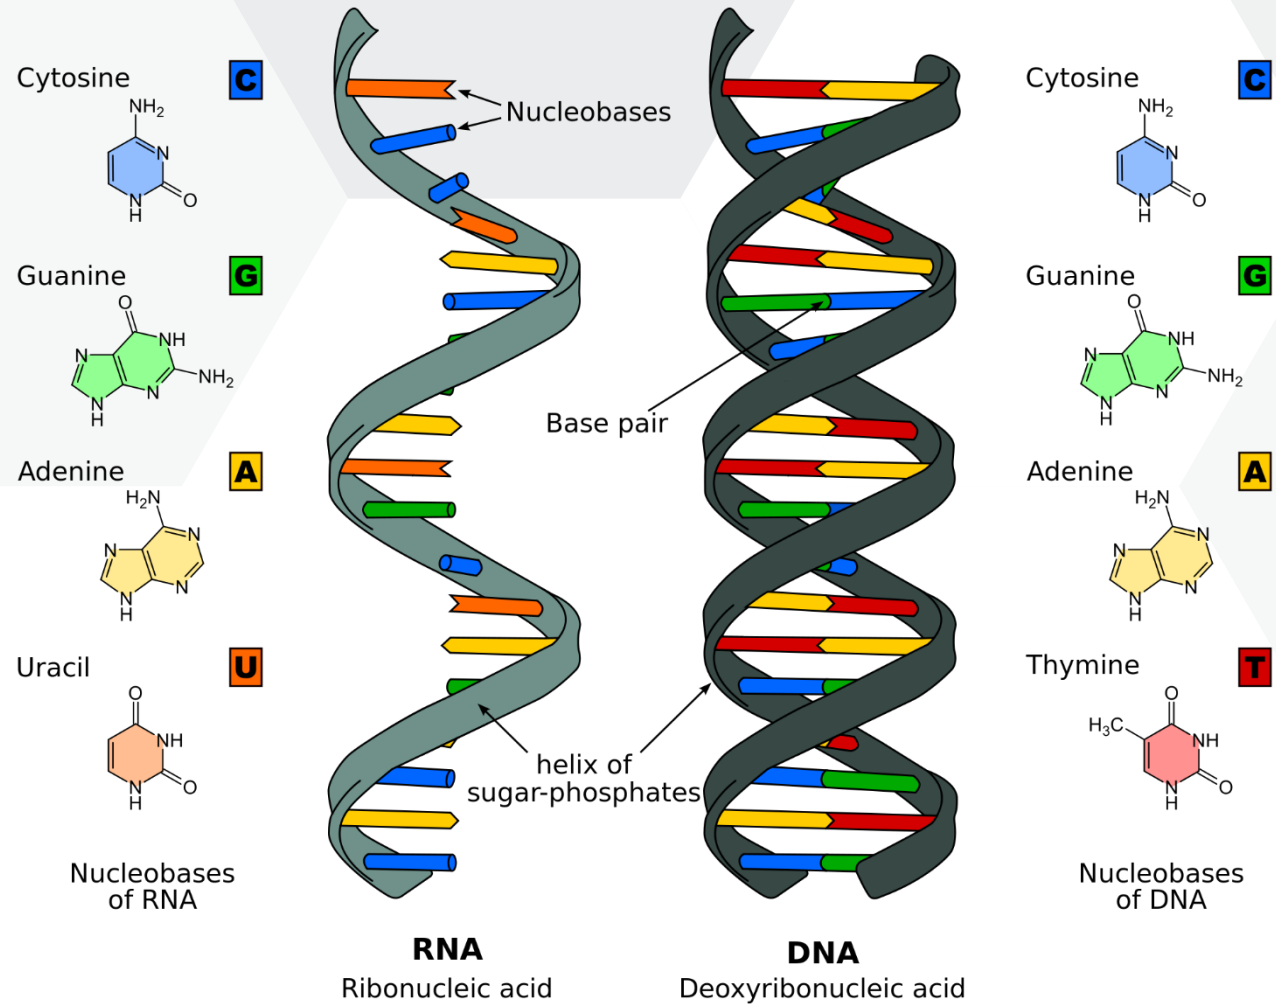 Cytosine C
NH2
N
N
H
O
Guanine G
O
NH
N
N
NH2
N
H
Adenine A
H2N
N
N
N
N
H
Uracil U
O
NH
N
H
O
Nucleobases
of RNA
Nucleobases
Base pair
helix of
sugar-phosphates
RNA
Ribonucleic acid
DNA
Deoxyribonucleic acid
Cytosine C
NH2
N
N
H
O
Guanine G
O
NH
N
N
NH2
N
H
Adenine A
H2N
N
N
N
N
H
Thymine T
O
H3C
NH
N
H
O
Nucleobases
of DNA